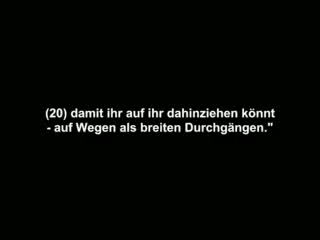 (20) damit ihr auf ihr dahinziehen könnt
- auf Wegen als breiten Durchgängen."